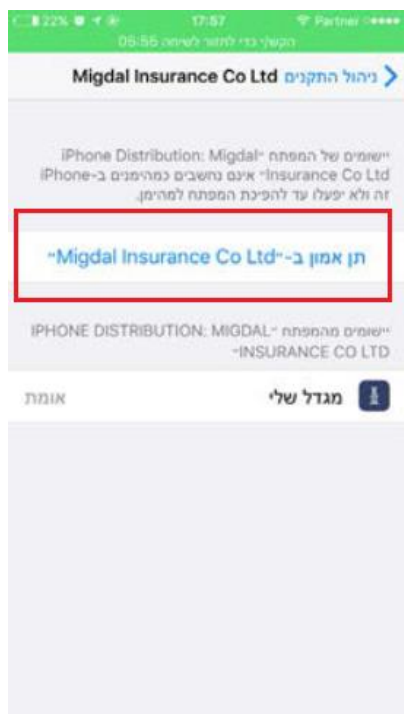 22% 17:57 Partner
הקש/י כדי לחזור לשיחה 05:55
ניהול התקנים Migdal Insurance Co Ltd
יישומים של המפתח ״iPhone Distribution: Migdal
Insurance Co Ltd״ אינם נחשבים כמהימנים ב-iPhone
זה ולא יפעלו עד להפיכת המפתח למהימן.
תן אמון ב-״Migdal Insurance Co Ltd״
יישומים מהמפתח ״IPHONE DISTRIBUTION: MIGDAL
INSURANCE CO LTD״
מגדל שלי אומת